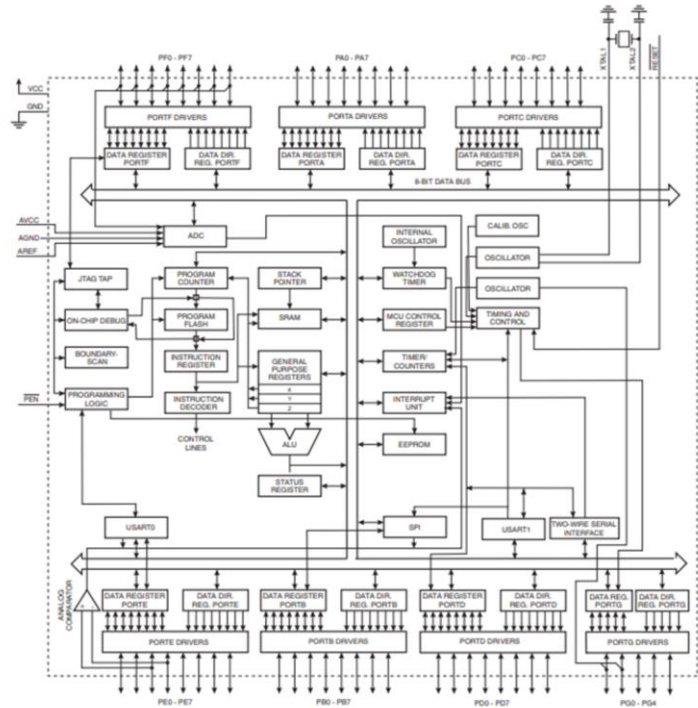 XTAL1
XTAL2
RESET
PF0 - PF7
PA0 - PA7
PC0 - PC7
VCC
GND
PORTF DRIVERS
PORTA DRIVERS
PORTC DRIVERS
DATA REGISTER
PORTF
DATA DIR.
REG. PORTF
DATA REGISTER
PORTA
DATA DIR.
REG. PORTA
DATA REGISTER
PORTC
DATA DIR.
REG. PORTC
8-BIT DATA BUS
AVCC
AGND
AREF
ADC
INTERNAL
OSCILLATOR
CALIB. OSC
OSCILLATOR
JTAG TAP
PROGRAM
COUNTER
STACK
POINTER
WATCHDOG
TIMER
OSCILLATOR
ON-CHIP DEBUG
PROGRAM
FLASH
SRAM
MCU CONTROL
REGISTER
TIMING AND
CONTROL
BOUNDARY-
SCAN
INSTRUCTION
REGISTER
GENERAL
PURPOSE
REGISTERS
X
Y
Z
TIMER/
COUNTERS
PEN
PROGRAMMING
LOGIC
INSTRUCTION
DECODER
INTERRUPT
UNIT
CONTROL
LINES
ALU
EEPROM
STATUS
REGISTER
USART0
SPI
USART1
TWO-WIRE SERIAL
INTERFACE
ANALOG
COMPARATOR
+
-
DATA REGISTER
PORTE
DATA DIR.
REG. PORTE
DATA REGISTER
PORTB
DATA DIR.
REG. PORTB
DATA REGISTER
PORTD
DATA DIR.
REG. PORTD
DATA REG.
PORTG
DATA DIR.
REG. PORTG
PORTE DRIVERS
PORTB DRIVERS
PORTD DRIVERS
PORTG DRIVERS
PE0 - PE7
PB0 - PB7
PD0 - PD7
PG0 - PG4